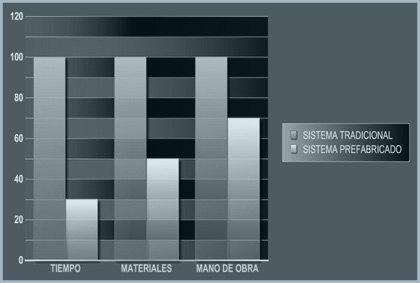 120
100
80
60
40
20
0
TIEMPO MATERIALES MANO DE OBRA
SISTEMA TRADICIONAL
SISTEMA PREFABRICADO